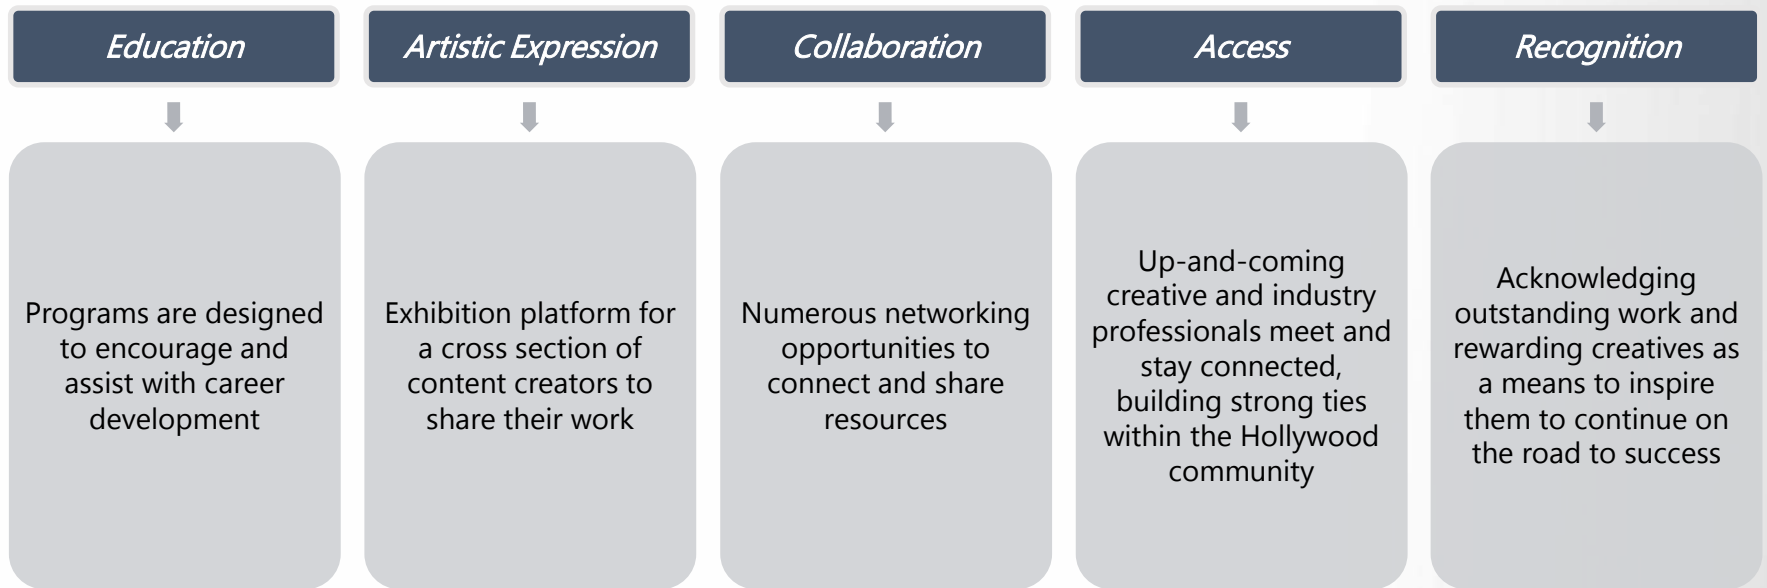 Education
Programs are designed
to encourage and
assist with career
development
Artistic Expression
Exhibition platform for
a cross section of
content creators to
share their work
Collaboration
Numerous networking
opportunities to
connect and share
resources
Access
Up-and-coming
creative and industry
professionals meet and
stay connected,
building strong ties
within the Hollywood
community
Recognition
Acknowledging
outstanding work and
rewarding creatives as
a means to inspire
them to continue on
the road to success